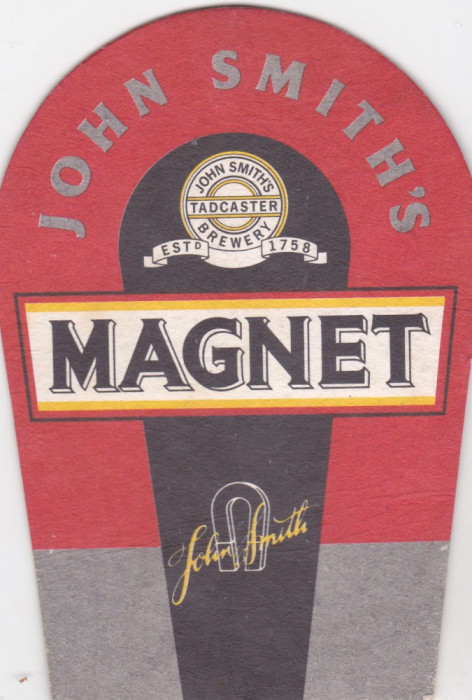 JOHN SMITH'S
JOHN SMITH'S
TADCASTER
BREWERY
ESTD 1758
MAGNET
John Smith